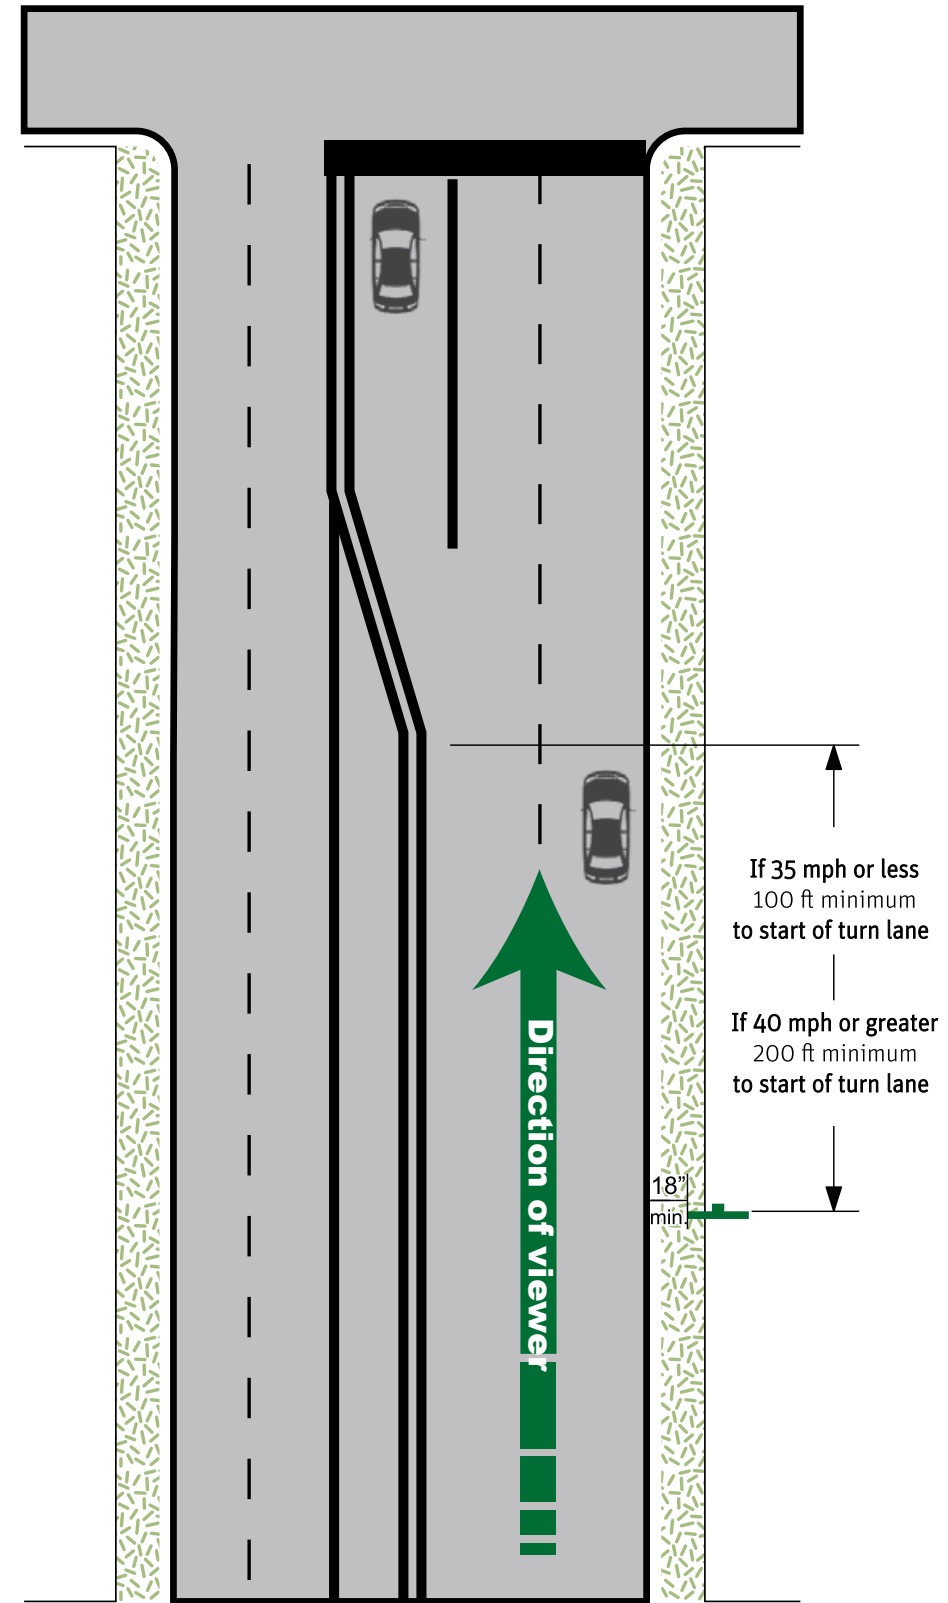 If 35 mph or less
100 ft minimum
to start of turn lane
If 40 mph or greater
200 ft minimum
to start of turn lane
Direction of viewer
18”
min.